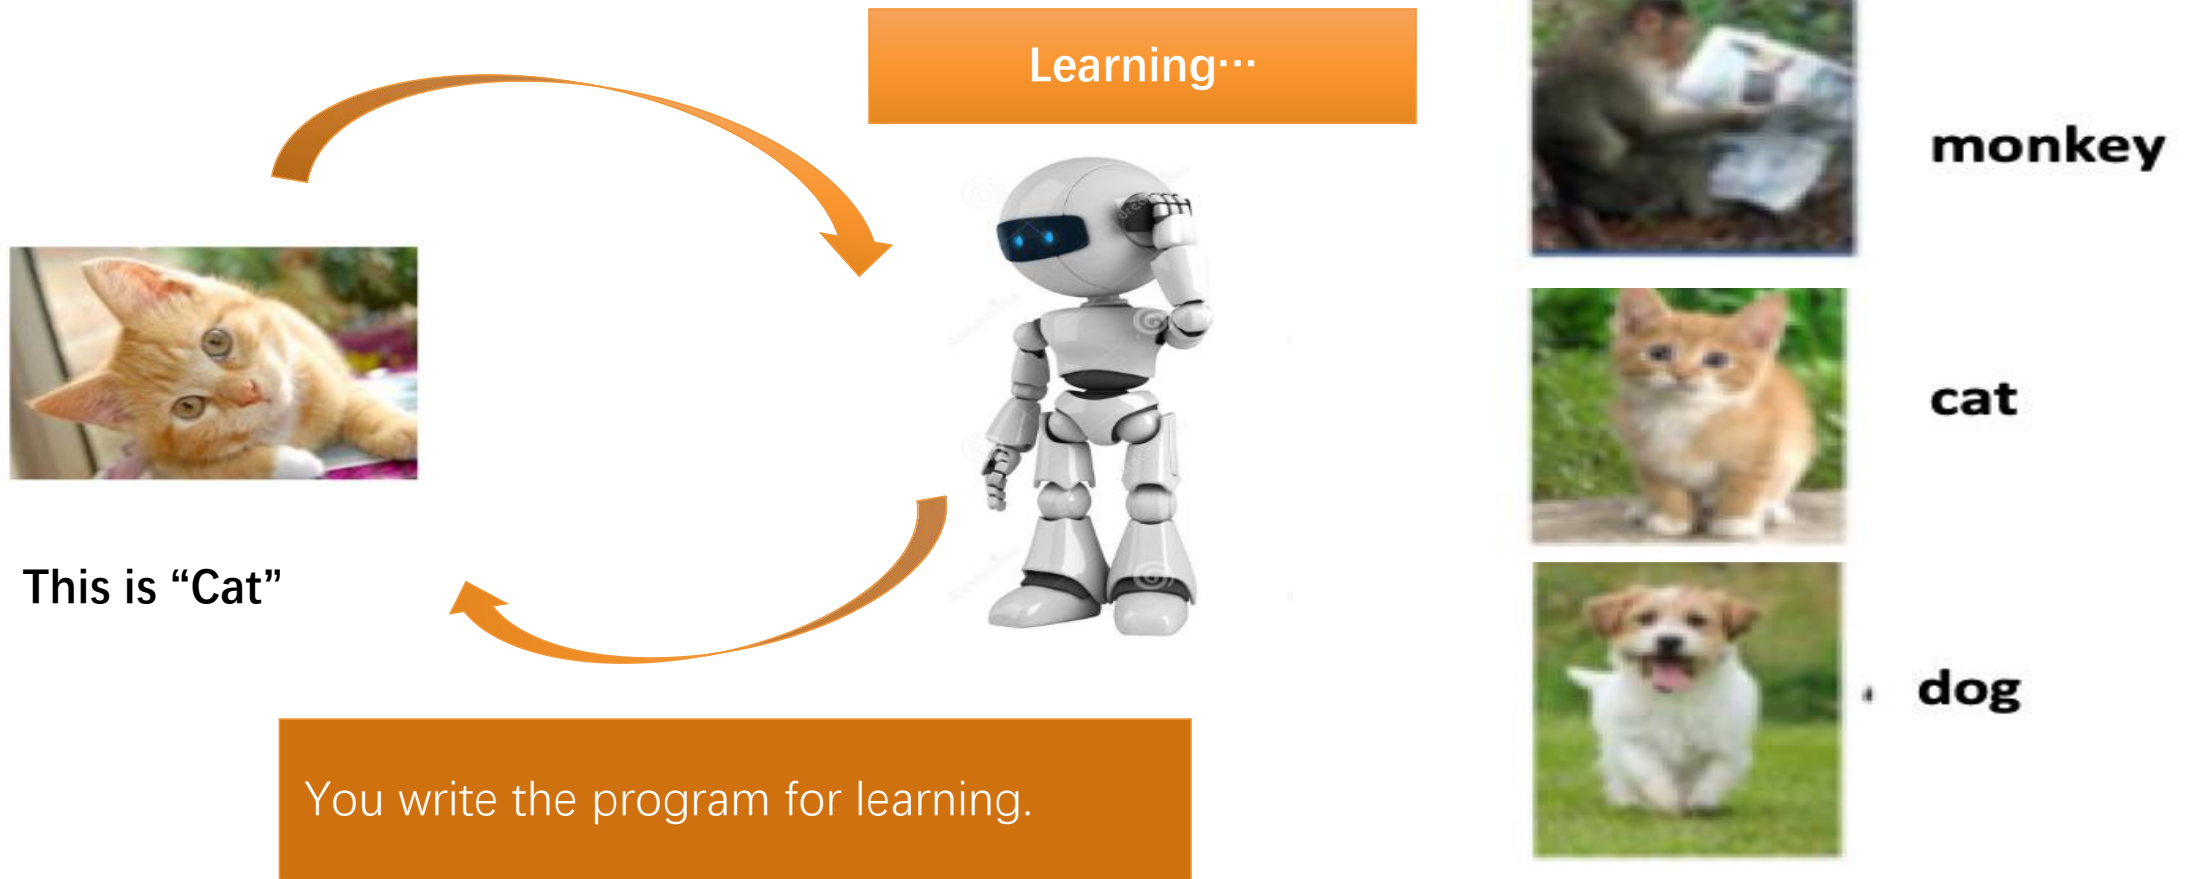 Learning…
monkey
cat
This is “Cat”
dog
You write the program for learning.